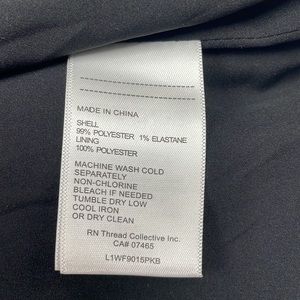 MADE IN CHINA
SHELL
99% POLYESTER 1% ELASTANE
LINING
100% POLYESTER
MACHINE WASH COLD
SEPARATELY
NON-CHLORINE
BLEACH IF NEEDED
TUMBLE DRY LOW
COOL IRON
OR DRY CLEAN
RN Thread Collective Inc.
CA# 07465
L1WF9015PKB